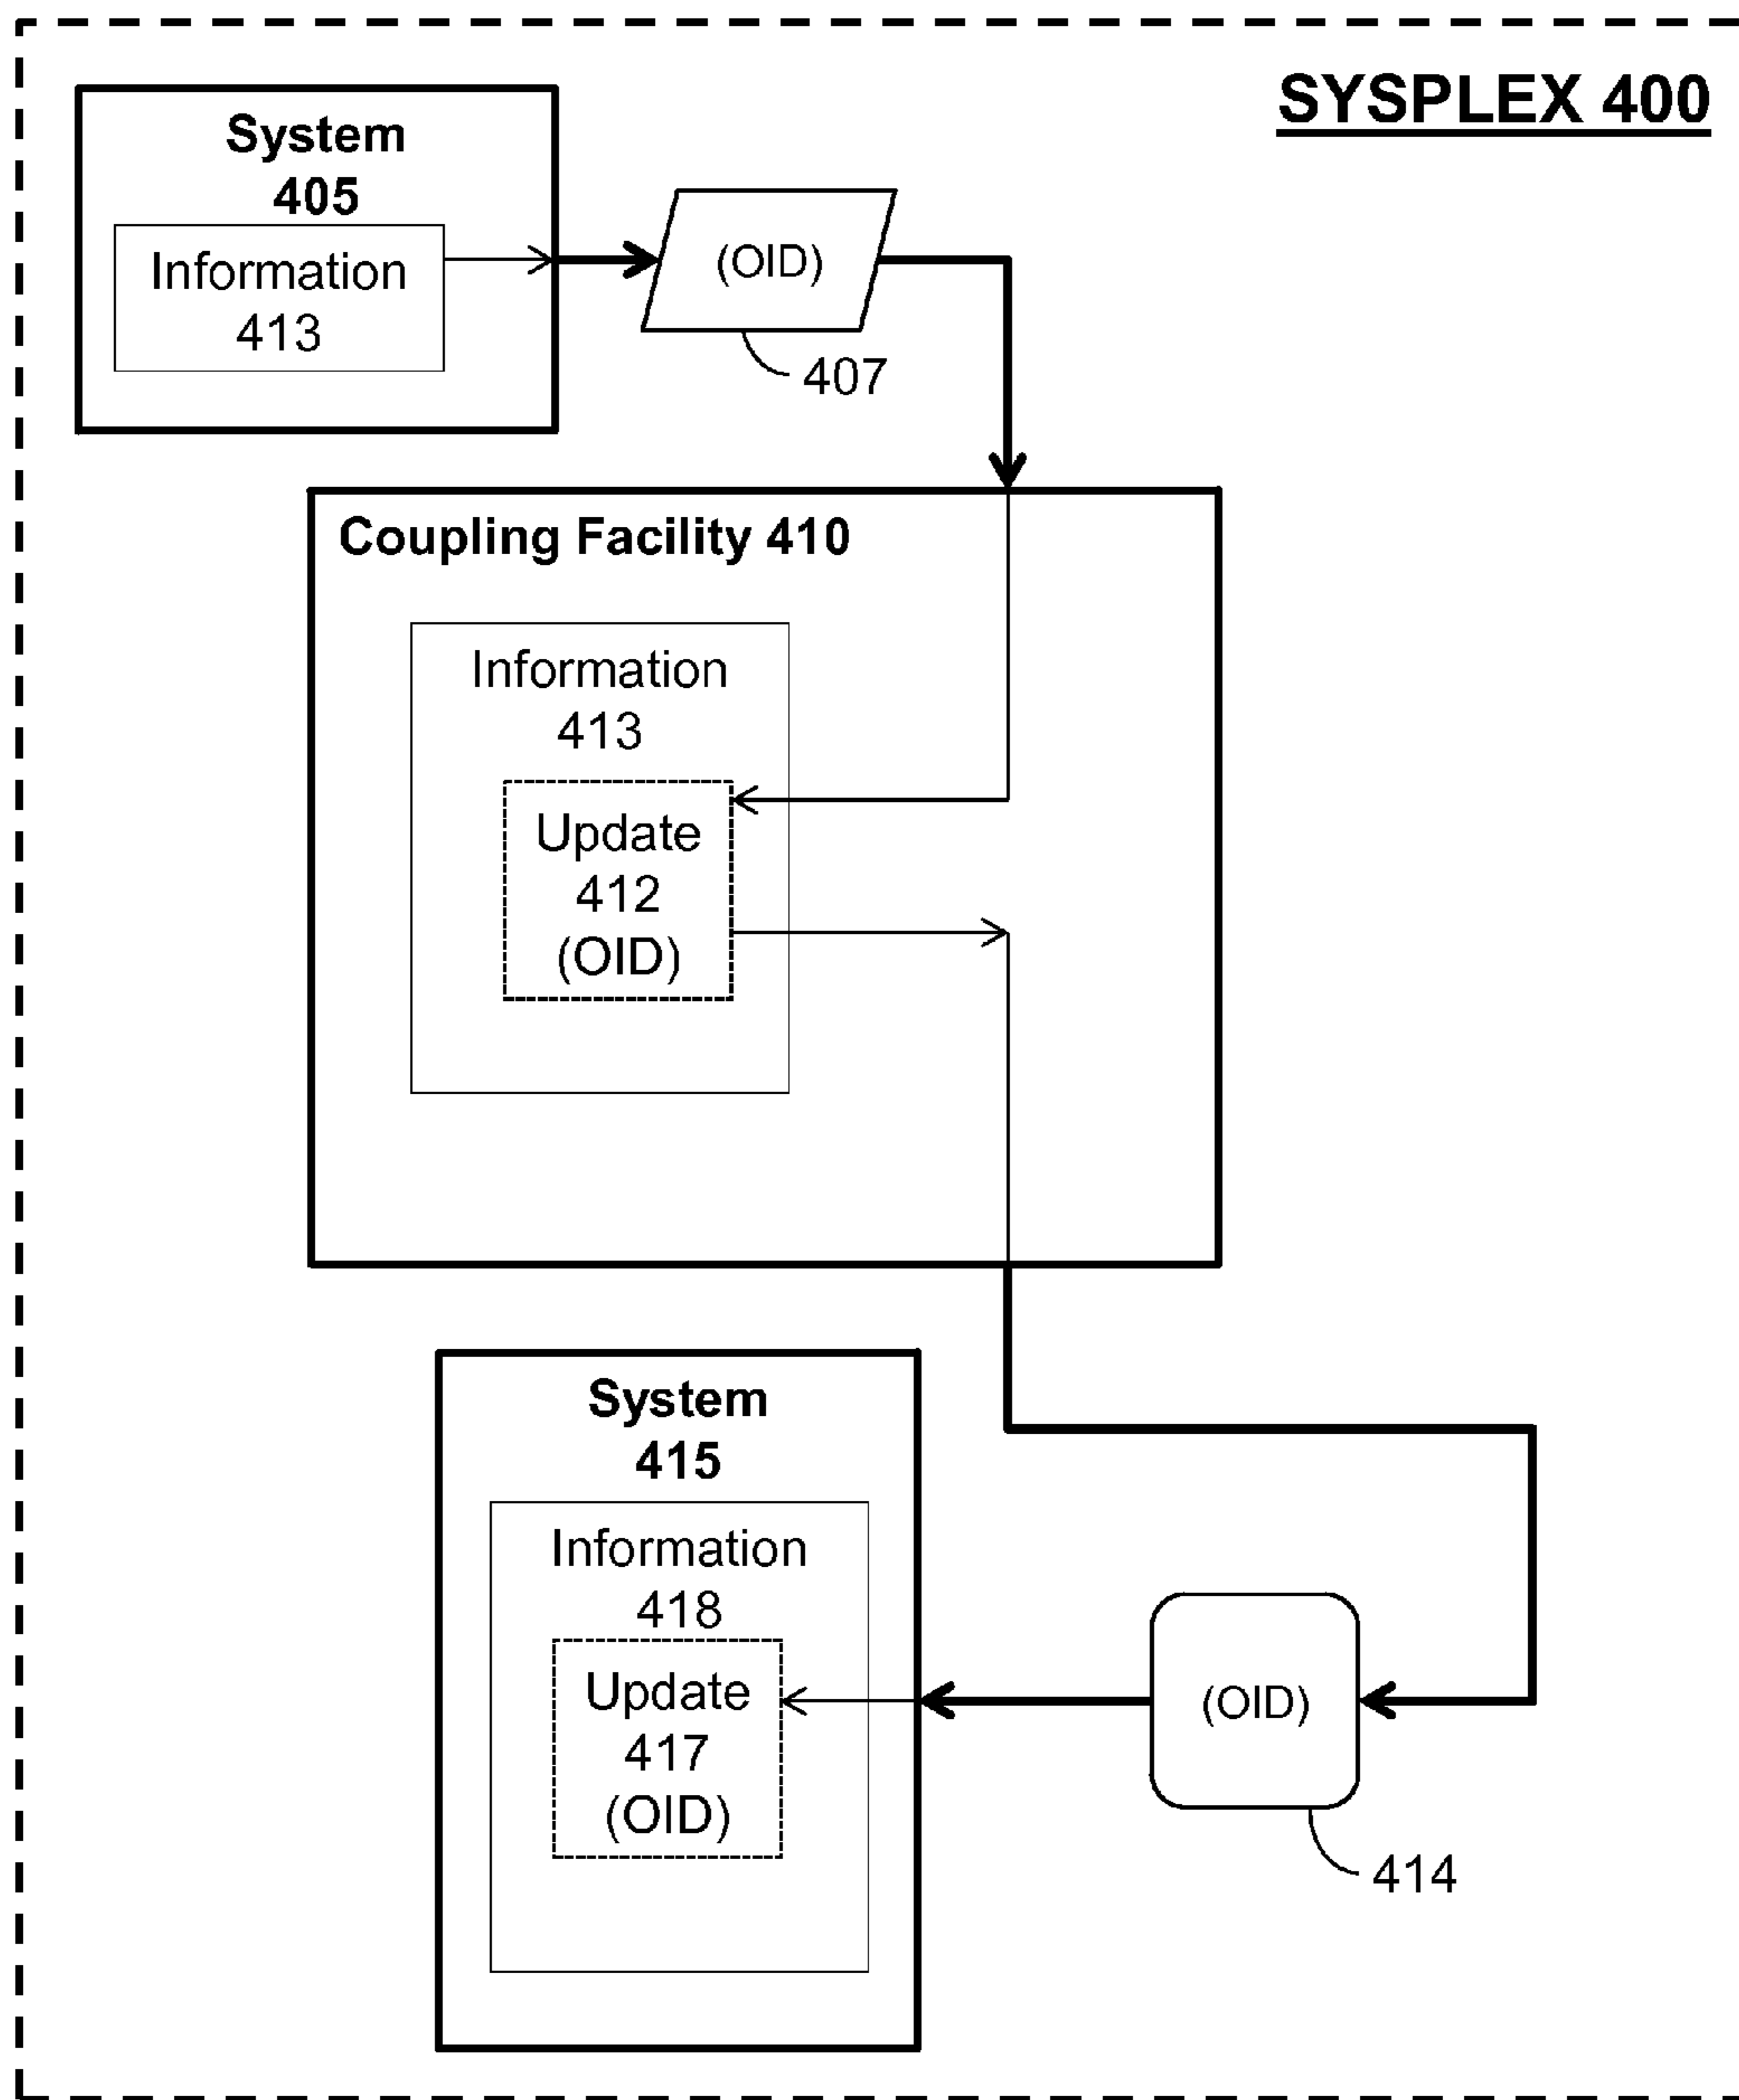 SYSPLEX 400
System
405
Information
413
(OID)
407
Coupling Facility 410
Information
413
Update
412
(OID)
System
415
Information
418
Update
417
(OID)
(OID)
414